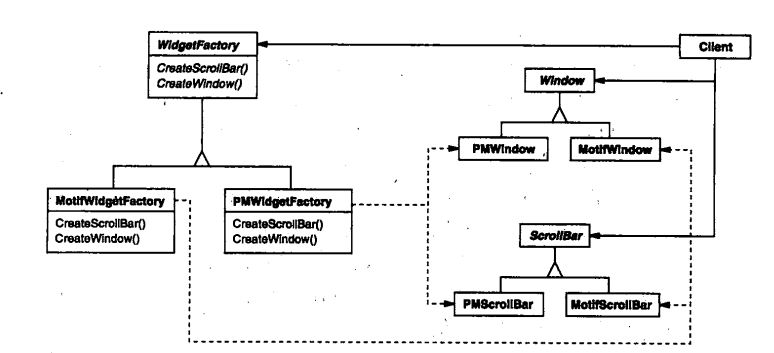 WidgetFactory
CreateScrollBar()
CreateWindow()
Client
Window
PMWindow
MotifWindow
MotifWidgetFactory
CreateScrollBar()
CreateWindow()
PMWidgetFactory
CreateScrollBar()
CreateWindow()
ScrollBar
PMScrollBar
MotifScrollBar